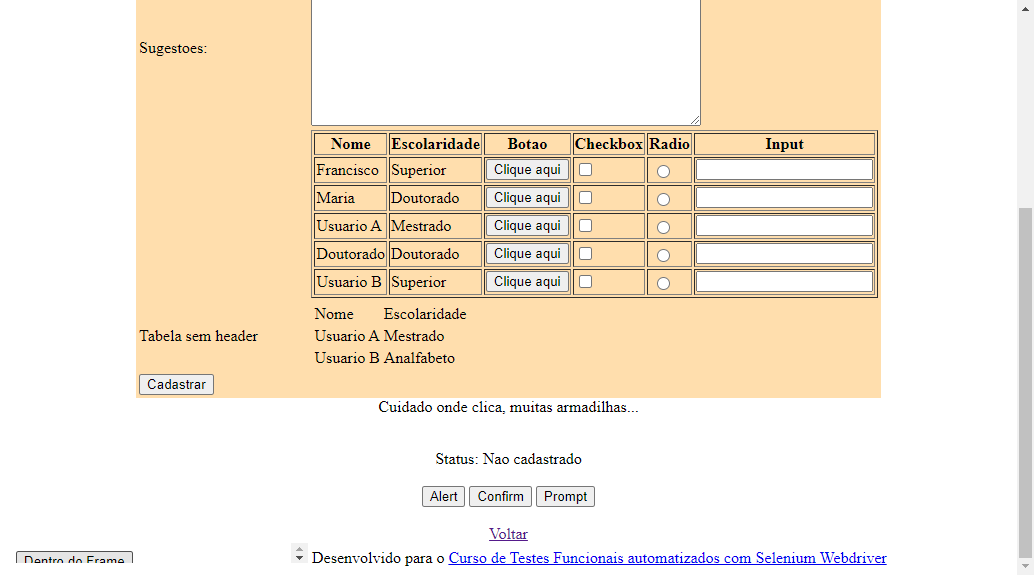 Sugestoes:
Nome Escolaridade Botao Checkbox Radio Input
Francisco Superior Clique aqui
Maria Doutorado Clique aqui
Usuario A Mestrado Clique aqui
Doutorado Doutorado Clique aqui
Usuario B Superior Clique aqui
Tabela sem header
Nome Escolaridade
Usuario A Mestrado
Usuario B Analfabeto
Cadastrar
Cuidado onde clica, muitas armadilhas...
Status: Nao cadastrado
Alert Confirm Prompt
Voltar
Dentro do Frame
Desenvolvido para o Curso de Testes Funcionais automatizados com Selenium Webdriver